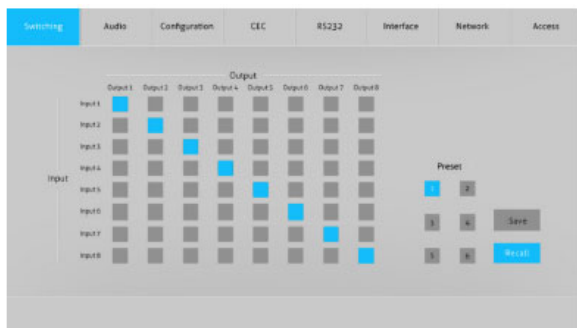 Switching Audio Configuration CEC RS232 Interface Network Access
Output
Output 1 Output 2 Output 3 Output 4 Output 5 Output 6 Output 7 Output 8
Input 1
Input 2
Input 3
Input 4
Input
Input 5
Input 6
Input 7
Input 8
Preset
1 2
3 4
Save
5 6
Recall